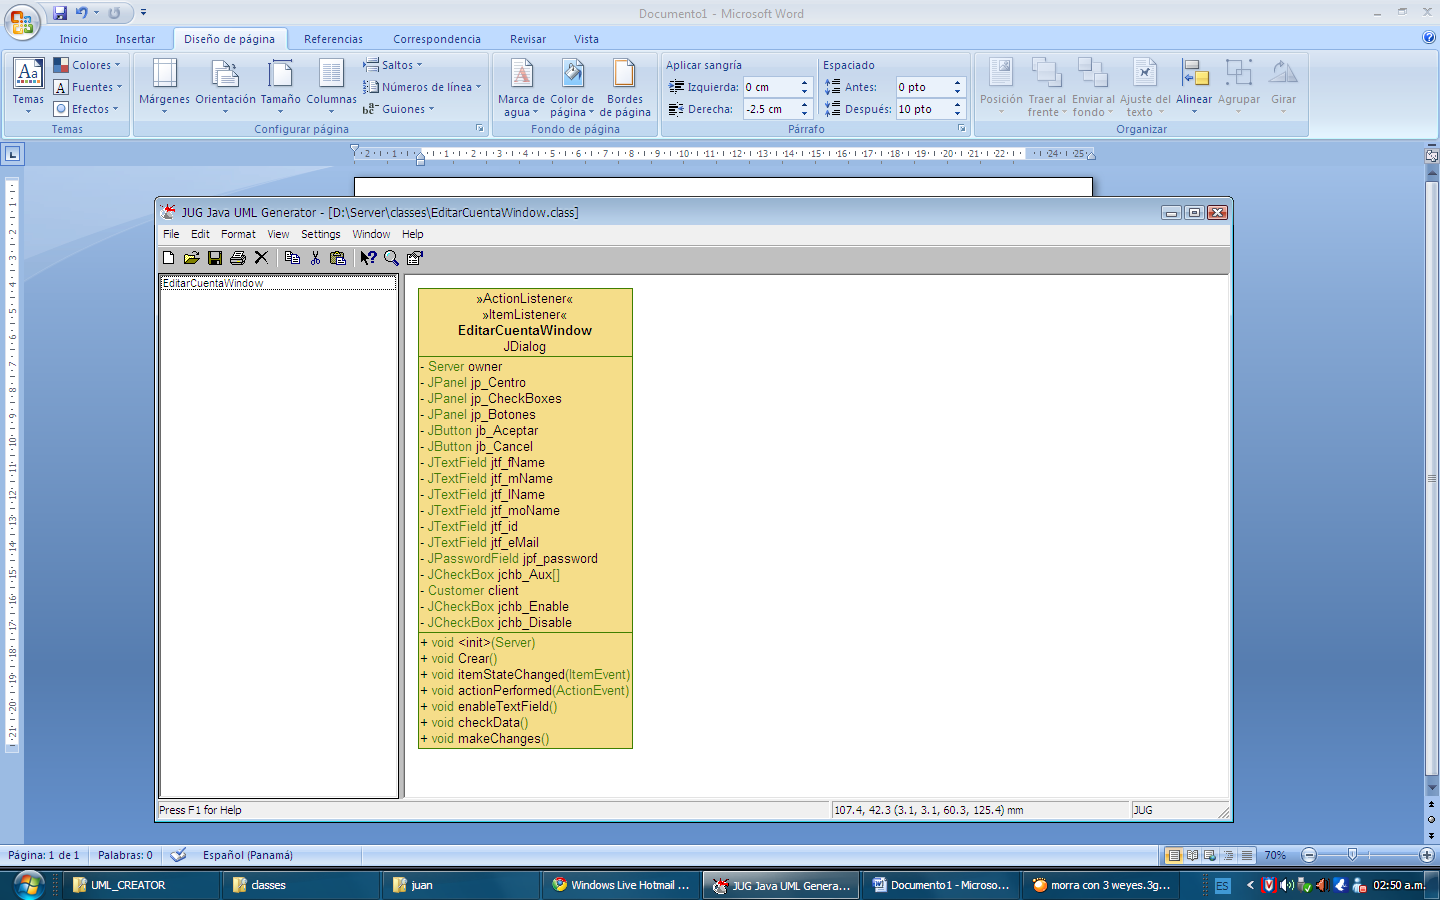 Documento1 - Microsoft Word
Inicio Insertar Diseño de página Referencias Correspondencia Revisar Vista
Aa Temas
Colores
Fuentes
Efectos
Temas
Márgenes Orientación Tamaño Columnas
Saltos
Números de línea
Guiones
Configurar página
Marca de agua
Color de página
Bordes de página
Fondo de página
Aplicar sangría
Izquierda: 0 cm
Derecha: -2.5 cm
Espaciado
Antes: 0 pto
Después: 10 pto
Párrafo
Posición
Traer al frente
Enviar al fondo
Ajuste del texto
Alinear
Agrupar
Girar
Organizar
JUG Java UML Generator - [D:\Server\classes\EditarCuentaWindow.class]
File Edit Format View Settings Window Help
EditarCuentaWindow
»ActionListener«
»ItemListener«
EditarCuentaWindow
JDialog
- Server owner
- JPanel jp_Centro
- JPanel jp_CheckBoxes
- JPanel jp_Botones
- JButton jb_Aceptar
- JButton jb_Cancel
- JTextField jtf_fName
- JTextField jtf_mName
- JTextField jtf_lName
- JTextField jtf_moName
- JTextField jtf_id
- JTextField jtf_eMail
- JPasswordField jpf_password
- JCheckBox jchb_Aux[]
- Customer client
- JCheckBox jchb_Enable
- JCheckBox jchb_Disable
+ void <init>(Server)
+ void Crear()
+ void itemStateChanged(ItemEvent)
+ void actionPerformed(ActionEvent)
+ void enableTextField()
+ void checkData()
+ void makeChanges()
Press F1 for Help
107.4, 42.3 (3.1, 3.1, 60.3, 125.4) mm
JUG
Página: 1 de 1 Palabras: 0 Español (Panamá) 70%
UML_CREATOR classes juan Windows Live Hotmail ... JUG Java UML Genera... Documento1 - Microso... morra con 3 weyes.3g... ES 02:50 a.m.